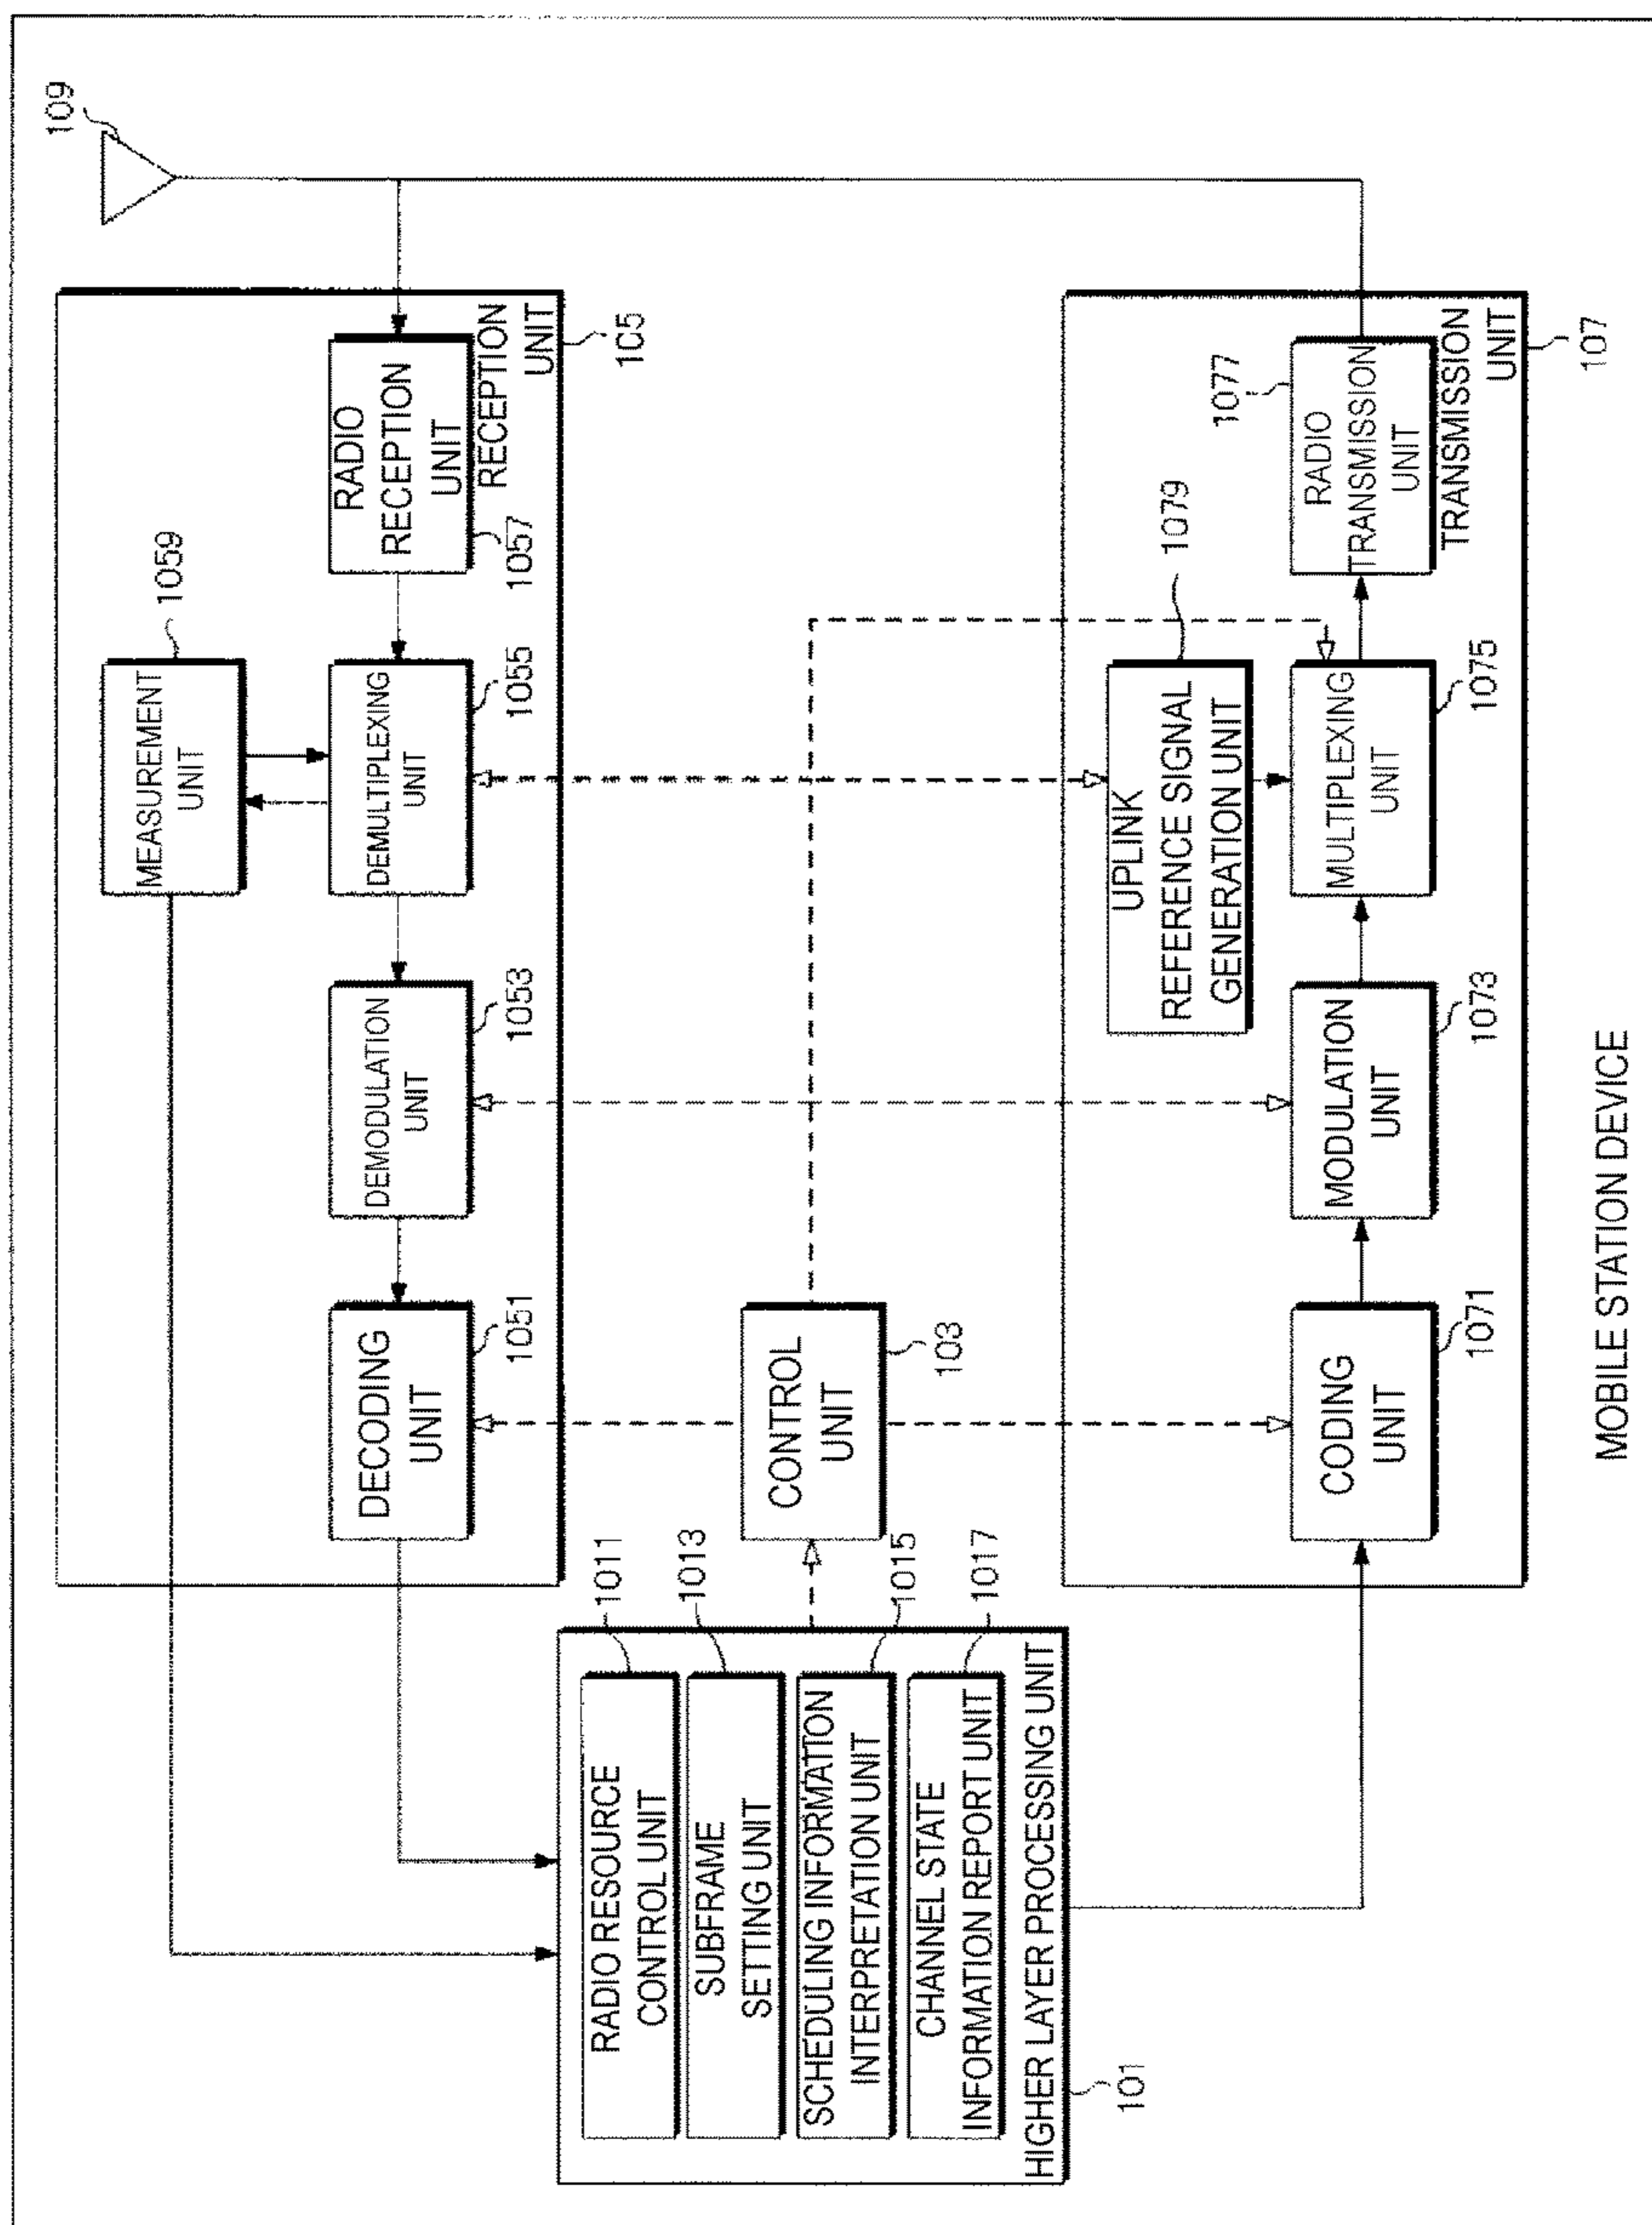 109
RADIO
RECEPTION
UNIT
RECEPTION
UNIT
1C5
1057
MEASUREMENT
UNIT
1059
DEMULTIPLEXING
UNIT
1055
DEMODULATION
UNIT
1053
DECODING
UNIT
1051
CONTROL
UNIT
103
RADIO RESOURCE
CONTROL UNIT
1011
SUBFRAME
SETTING UNIT
1013
SCHEDULING INFORMATION
INTERPRETATION UNIT
1015
CHANNEL STATE
INFORMATION REPORT UNIT
1017
HIGHER LAYER PROCESSING UNIT
101
CODING
UNIT
1071
MODULATION
UNIT
1073
UPLINK
REFERENCE SIGNAL
GENERATION UNIT
1079
MULTIPLEXING
UNIT
1075
RADIO
TRANSMISSION
UNIT
1077
TRANSMISSION
UNIT
107
MOBILE STATION DEVICE